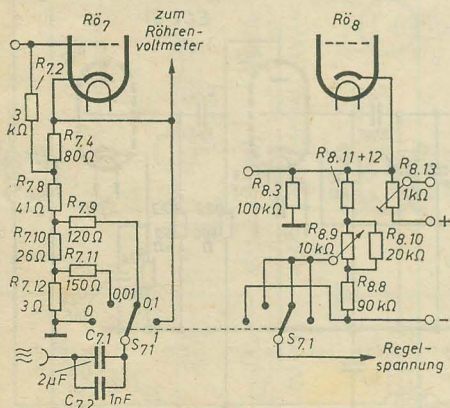 Rö7
zum
Röhren-
voltmeter
Rö8
R7.2
3
kΩ
R7.4
80Ω
R7.8
41Ω
R7.9
120Ω
R7.10
26Ω
R7.11
150Ω
R7.12
3Ω
0
0,01
0,1
1
S7.1
C7.1
2µF
C7.2
1nF
R8.3
100kΩ
R8.11+12
R8.13
1kΩ
+
R8.9
10kΩ
R8.10
20kΩ
R8.8
90kΩ
-
S7.1
Regel-
spannung